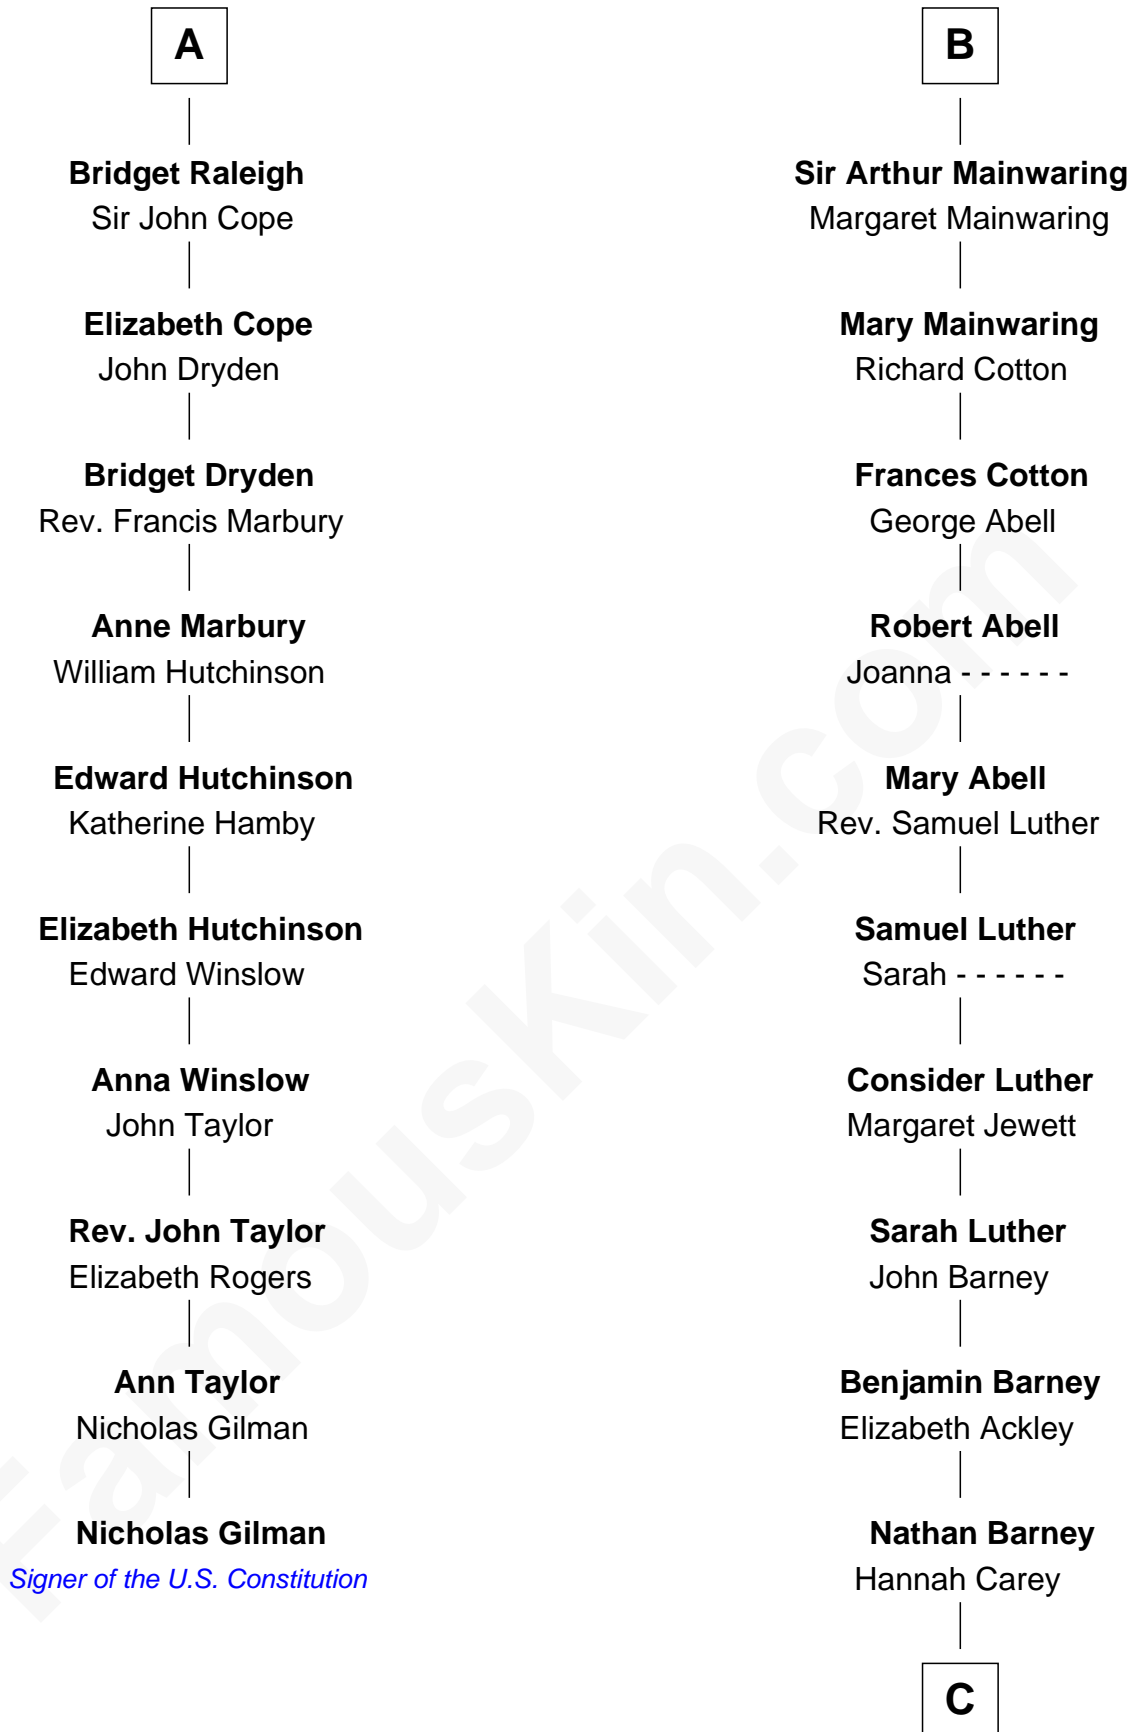 A
Bridget Raleigh
Sir John Cope
Elizabeth Cope
John Dryden
Bridget Dryden
Rev. Francis Marbury
Anne Marbury
William Hutchinson
Edward Hutchinson
Katherine Hamby
Elizabeth Hutchinson
Edward Winslow
Anna Winslow
John Taylor
Rev. John Taylor
Elizabeth Rogers
Ann Taylor
Nicholas Gilman
Nicholas Gilman
Signer of the U.S. Constitution
B
Sir Arthur Mainwaring
Margaret Mainwaring
Mary Mainwaring
Richard Cotton
Frances Cotton
George Abell
Robert Abell
Joanna - - - - - -
Mary Abell
Rev. Samuel Luther
Samuel Luther
Sarah - - - - - -
Consider Luther
Margaret Jewett
Sarah Luther
John Barney
Benjamin Barney
Elizabeth Ackley
Nathan Barney
Hannah Carey
C
FamousKin.com